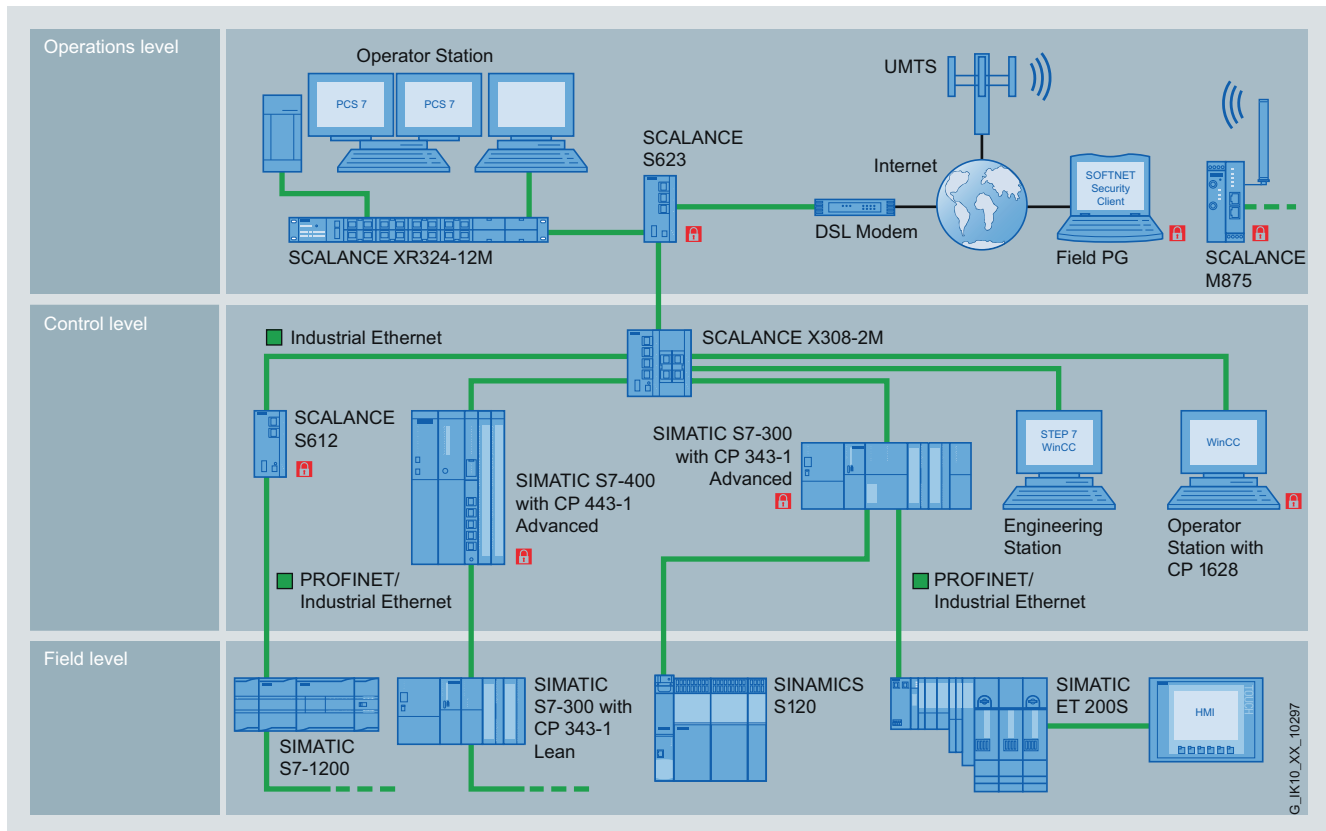 Operations level
Operator Station
PCS 7
PCS 7
SCALANCE
S623
UMTS
Internet
SOFTNET
Security
Client
SCALANCE XR324-12M
DSL Modem
Field PG
SCALANCE
M875
Control level
Industrial Ethernet
SCALANCE X308-2M
SCALANCE
S612
SIMATIC S7-400
with CP 443-1
Advanced
SIMATIC S7-300
with CP 343-1
Advanced
STEP 7
WinCC
Engineering
Station
WinCC
Operator
Station with
CP 1628
PROFINET/
Industrial Ethernet
PROFINET/
Industrial Ethernet
Field level
SIMATIC
S7-1200
SIMATIC
S7-300 with
CP 343-1
Lean
SINAMICS
S120
SIMATIC
ET 200S
HMI
G_IK10_XX_10297